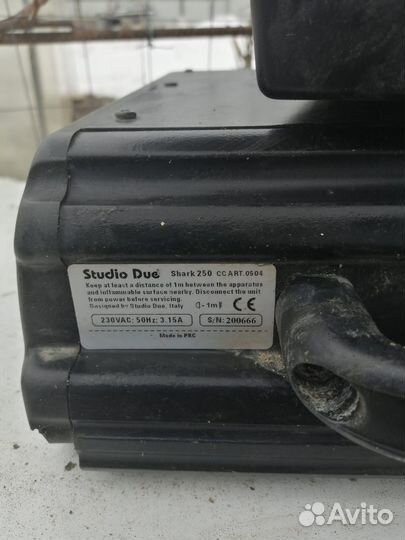 Studio Due Shark 250 CC ART.0504
Keep at least a distance of 1m between the apparatus
and inflammable surface nearby. Disconnect the unit
from power before servicing.
Designed by Studio Due, Italy -1m CE
230VAC; 50Hz; 3.15A S/N: 200666
Made in PRC
Avito